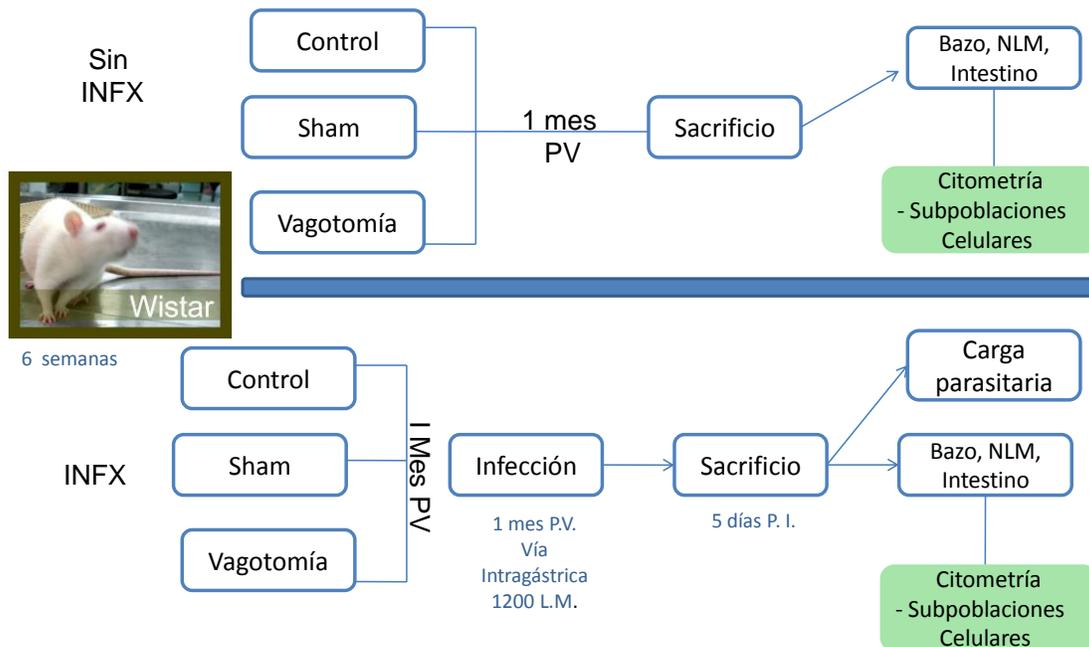 Sin
INFX
Control
Sham
Vagotomía
1 mes
PV
Sacrificio
Bazo, NLM,
Intestino
Citometría
- Subpoblaciones
Celulares
Wistar
6 semanas
INFX
Control
Sham
Vagotomía
I Mes PV
Infección
1 mes P.V.
Vía
Intragástrica
1200 L.M.
Sacrificio
5 días P. I.
Carga
parasitaria
Bazo, NLM,
Intestino
Citometría
- Subpoblaciones
Celulares